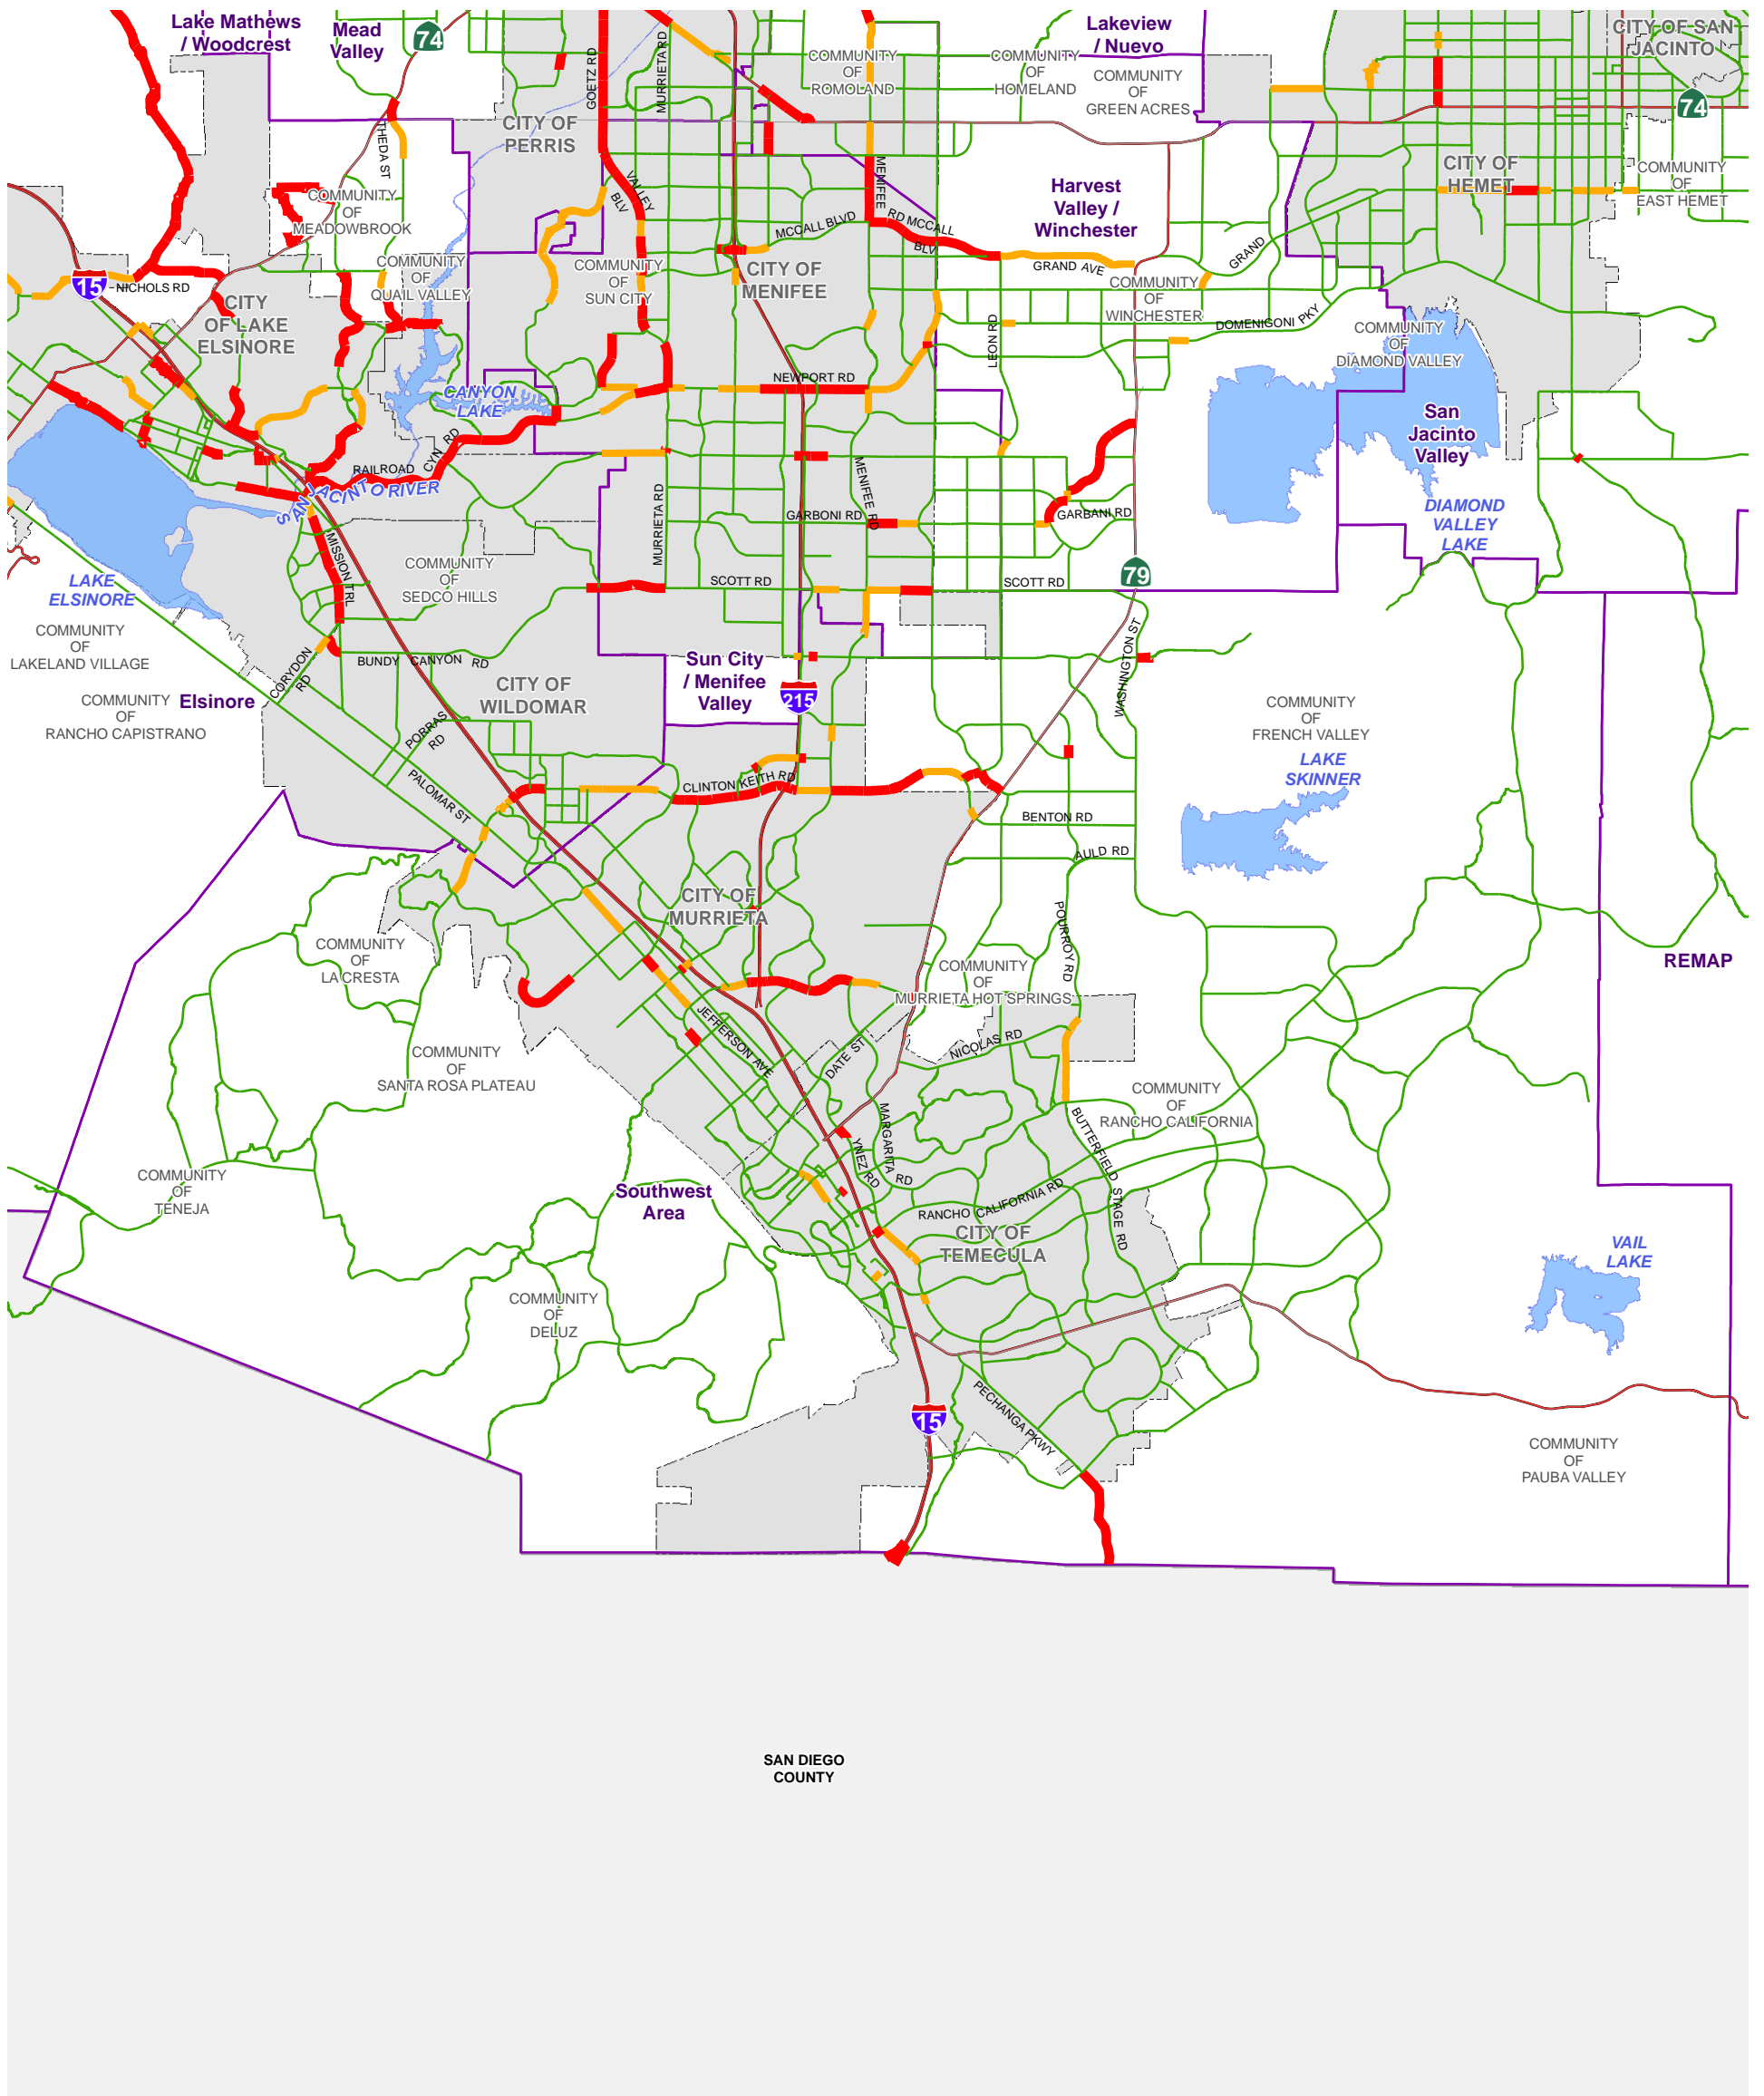 Lake Mathews
/ Woodcrest
Mead
Valley
74
GOETZ RD
MURRIETA RD
COMMUNITY
OF
ROMOLAND
COMMUNITY
OF
HOMELAND
Lakeview
/ Nuevo
COMMUNITY
OF
GREEN ACRES
CITY OF SAN
JACINTO
74
THEDA ST
CITY OF
PERRIS
CITY OF
HEMET
COMMUNITY
OF
EAST HEMET
COMMUNITY
OF
MEADOWBROOK
VALLEY
BLV
MENIFEE
RD
MCCALL BLVD
MCCALL
BLV
Harvest
Valley /
Winchester
GRAND AVE
GRAND
15
NICHOLS RD
CITY
OF LAKE
ELSINORE
COMMUNITY
OF
QUAIL VALLEY
COMMUNITY
OF
SUN CITY
CITY OF
MENIFEE
COMMUNITY
OF
WINCHESTER
LEON RD
DOMENIGONI PKY
COMMUNITY
OF
DIAMOND VALLEY
CANYON
LAKE
NEWPORT RD
San
Jacinto
Valley
RAILROAD
CYN RD
SAN JACINTO RIVER
MURRIETA RD
MENIFEE RD
GARBONI RD
GARBANI RD
DIAMOND
VALLEY
LAKE
MISSION TRL
COMMUNITY
OF
SEDCO HILLS
SCOTT RD
SCOTT RD
79
LAKE
ELSINORE
COMMUNITY
OF
LAKELAND VILLAGE
CORYDON
RD
BUNDY CANYON RD
Sun City
/ Menifee
Valley
215
WASHINGTON ST
COMMUNITY
OF
RANCHO CAPISTRANO
Elsinore
CITY OF
WILDOMAR
PORRAS
RD
COMMUNITY
OF
FRENCH VALLEY
LAKE
SKINNER
PALOMAR ST
CLINTON KEITH RD
BENTON RD
AULD RD
CITY OF
MURRIETA
POURROY RD
COMMUNITY
OF
LA CRESTA
COMMUNITY
OF
MURRIETA HOT SPRINGS
REMAP
JEFFERSON AVE
DATE ST
NICOLAS RD
COMMUNITY
OF
SANTA ROSA PLATEAU
COMMUNITY
OF
RANCHO CALIFORNIA
MARGARITA
RD
YNEZ RD
BUTTERFIELD STAGE RD
COMMUNITY
OF
TENEJA
Southwest
Area
RANCHO CALIFORNIA RD
CITY OF
TEMECULA
VAIL
LAKE
COMMUNITY
OF
DELUZ
PECHANGA PKWY
15
COMMUNITY
OF
PAUBA VALLEY
SAN DIEGO
COUNTY